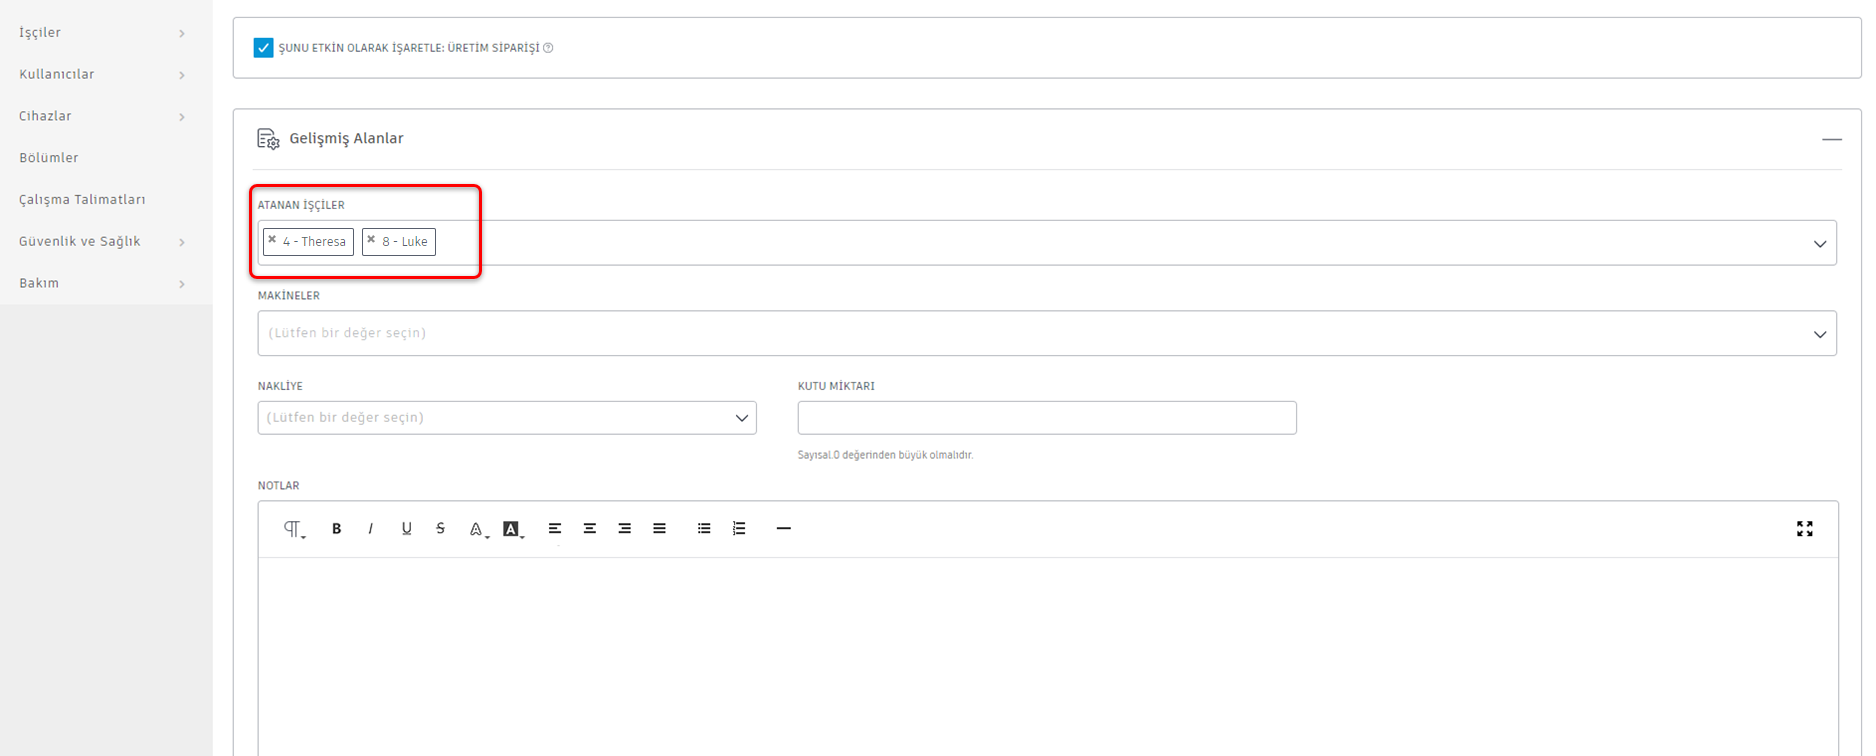 İşçiler
Kullanıcılar
Cihazlar
Bölümler
Çalışma Talimatları
Güvenlik ve Sağlık
Bakım
ŞUNU ETKİN OLARAK İŞARETLE: ÜRETİM SİPARİŞİ
Gelişmiş Alanlar
ATANAN İŞÇİLER
4 - Theresa 8 - Luke
MAKİNELER
(Lütfen bir değer seçin)
NAKLİYE
(Lütfen bir değer seçin)
KUTU MİKTARI
Sayısal.0 değerinden büyük olmalıdır.
NOTLAR